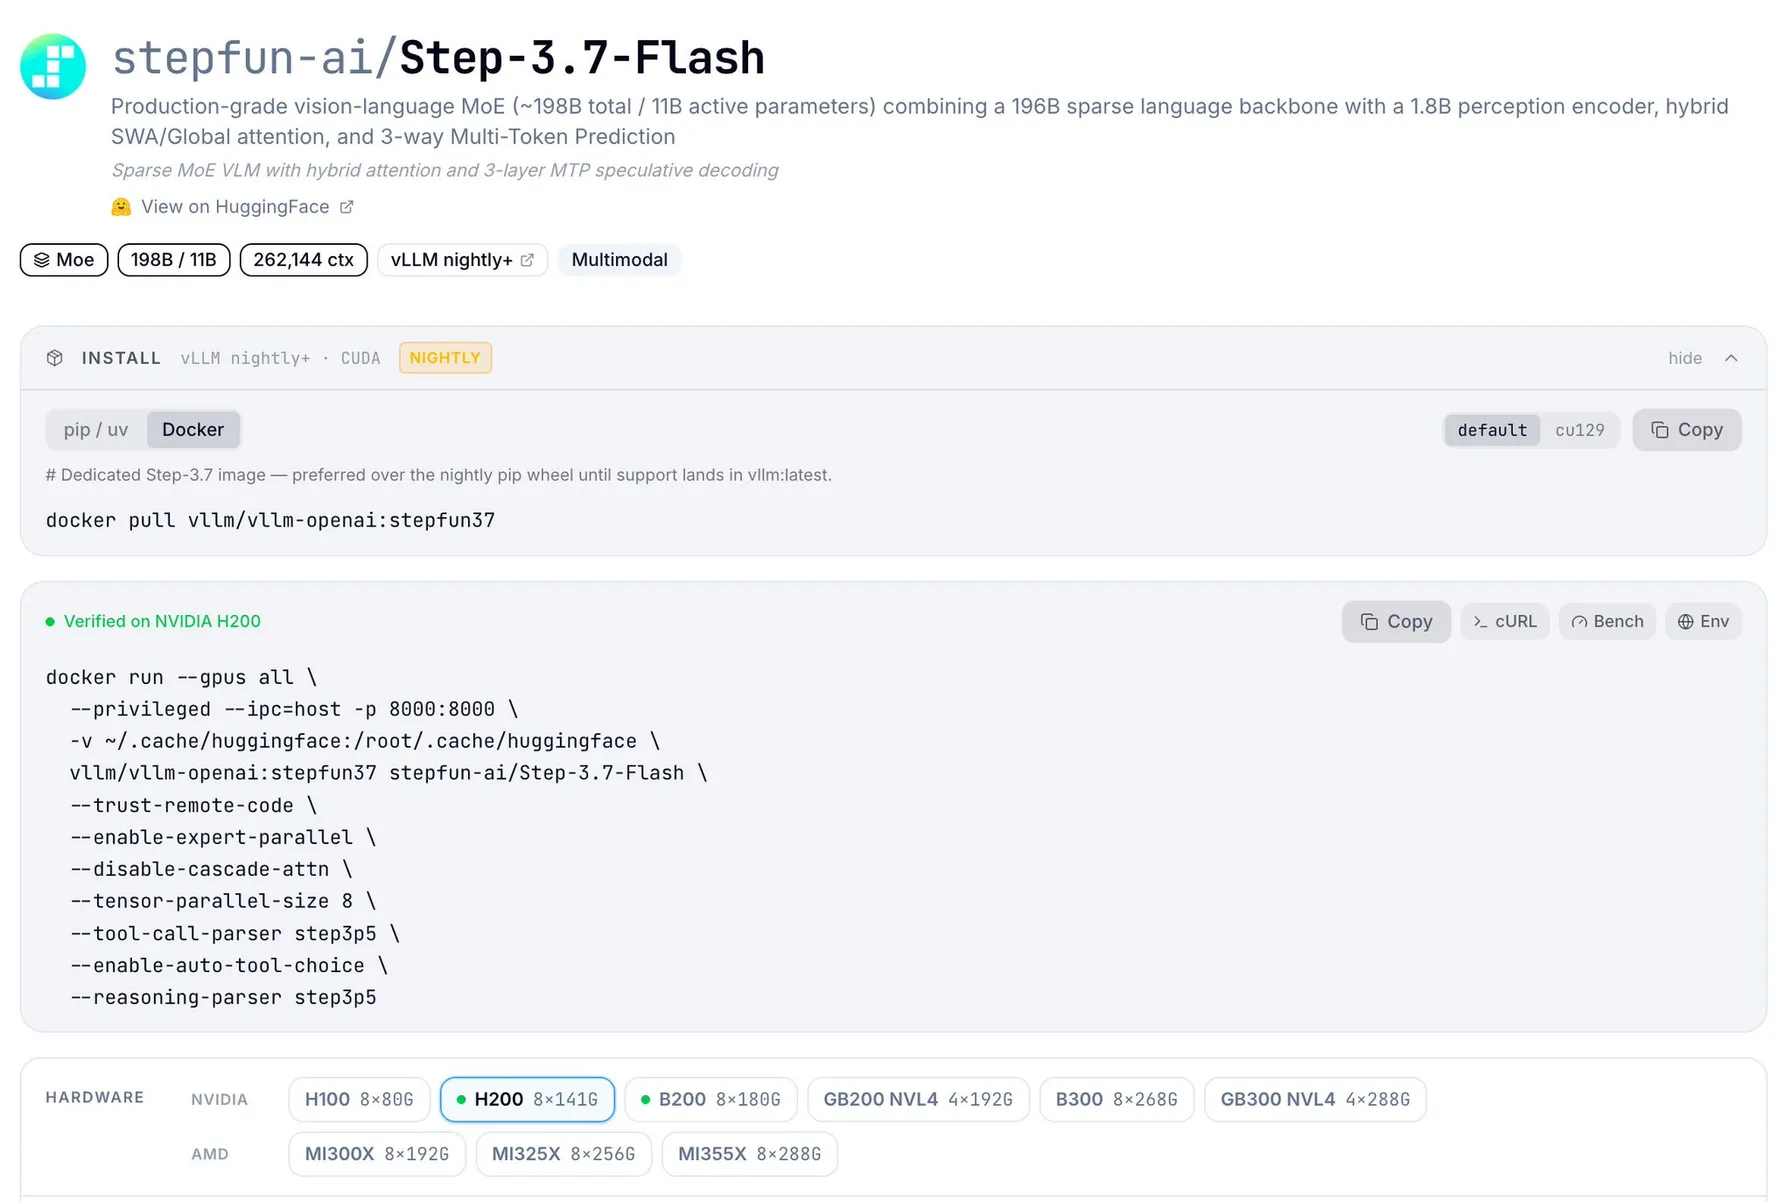 stepfun-ai/Step-3.7-Flash
Production-grade vision-language MoE (~198B total / 11B active parameters) combining a 196B sparse language backbone with a 1.8B perception encoder, hybrid
SWA/Global attention, and 3-way Multi-Token Prediction
Sparse MoE VLM with hybrid attention and 3-layer MTP speculative decoding
View on HuggingFace
Moe 198B / 11B 262,144 ctx vLLM nightly+ Multimodal
INSTALL vLLM nightly+ · CUDA NIGHTLY hide
pip / uv Docker default cu129 Copy
# Dedicated Step-3.7 image — preferred over the nightly pip wheel until support lands in vllm:latest.
docker pull vllm/vllm-openai:stepfun37
Verified on NVIDIA H200 Copy cURL Bench Env
docker run --gpus all \
--privileged --ipc=host -p 8000:8000 \
-v ~/.cache/huggingface:/root/.cache/huggingface \
vllm/vllm-openai:stepfun37 stepfun-ai/Step-3.7-Flash \
--trust-remote-code \
--enable-expert-parallel \
--disable-cascade-attn \
--tensor-parallel-size 8 \
--tool-call-parser step3p5 \
--enable-auto-tool-choice \
--reasoning-parser step3p5
HARDWARE NVIDIA H100 8×80G H200 8×141G B200 8×180G GB200 NVL4 4×192G B300 8×268G GB300 NVL4 4×288G
AMD MI300X 8×192G MI325X 8×256G MI355X 8×288G